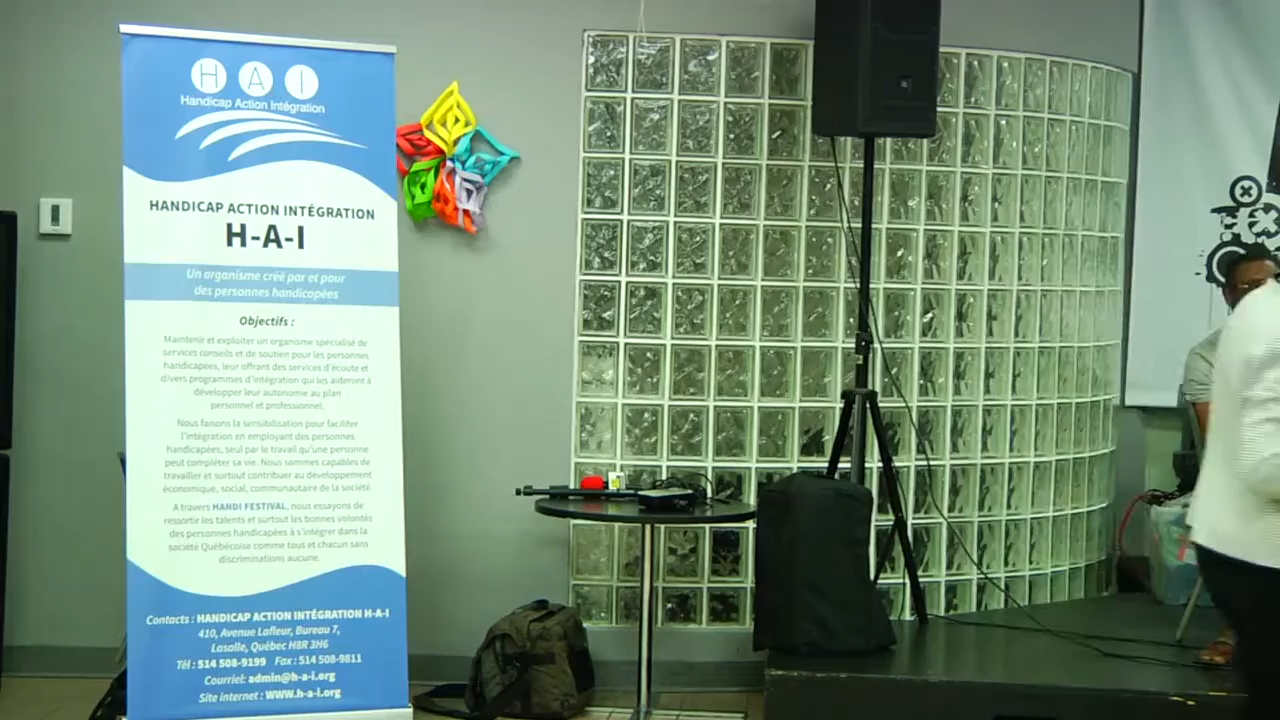 H A I
Handicap Action Intégration
HANDICAP ACTION INTÉGRATION
H-A-I
Un organisme créé par et pour
des personnes handicapées
Objectifs :
Maintenir et exploiter un organisme spécialisé de
services conseils et de soutien pour les personnes
handicapées, leur offrant des services d'écoute et
divers programmes d'intégration qui les aideront à
développer leur autonomie au plan
personnel et professionnel.
Nous faisons la sensibilisation pour faciliter
l'intégration en employant des personnes
handicapées, seul par le travail qu'une personne
peut compléter sa vie. Nous sommes capables de
travailler et surtout contribuer au développement
économique, social, communautaire de la société.
A travers HANDI FESTIVAL, nous essayons de
ressortir les talents et surtout les bonnes volontés
des personnes handicapées à s'intégrer dans la
société Québécoise comme tous et chacun sans
discriminations aucune.
Contacts : HANDICAP ACTION INTÉGRATION H-A-I
410, Avenue Lafleur, Bureau 7,
Lasalle, Québec H8R 3H6
Tél : 514 508-9199 Fax : 514 508-9811
Courriel: admin@h-a-i.org
Site internet : WWW.h-a-i.org